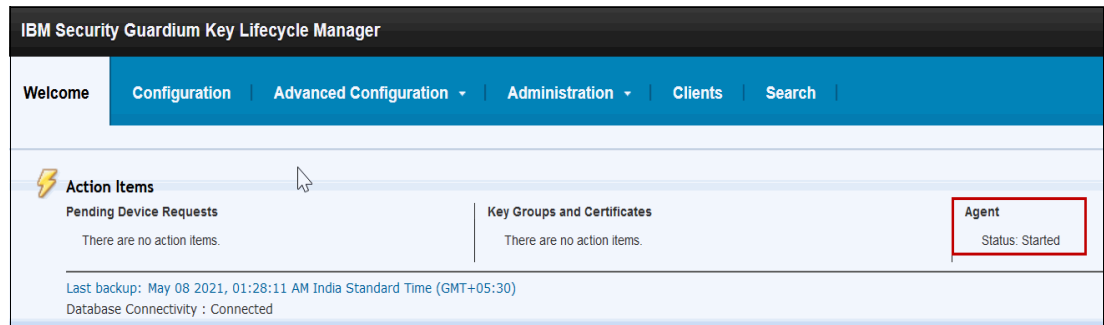 IBM Security Guardium Key Lifecycle Manager
Welcome Configuration Advanced Configuration Administration Clients Search
Action Items
Pending Device Requests Key Groups and Certificates Agent
There are no action items. There are no action items. Status: Started
Last backup: May 08 2021, 01:28:11 AM India Standard Time (GMT+05:30)
Database Connectivity : Connected